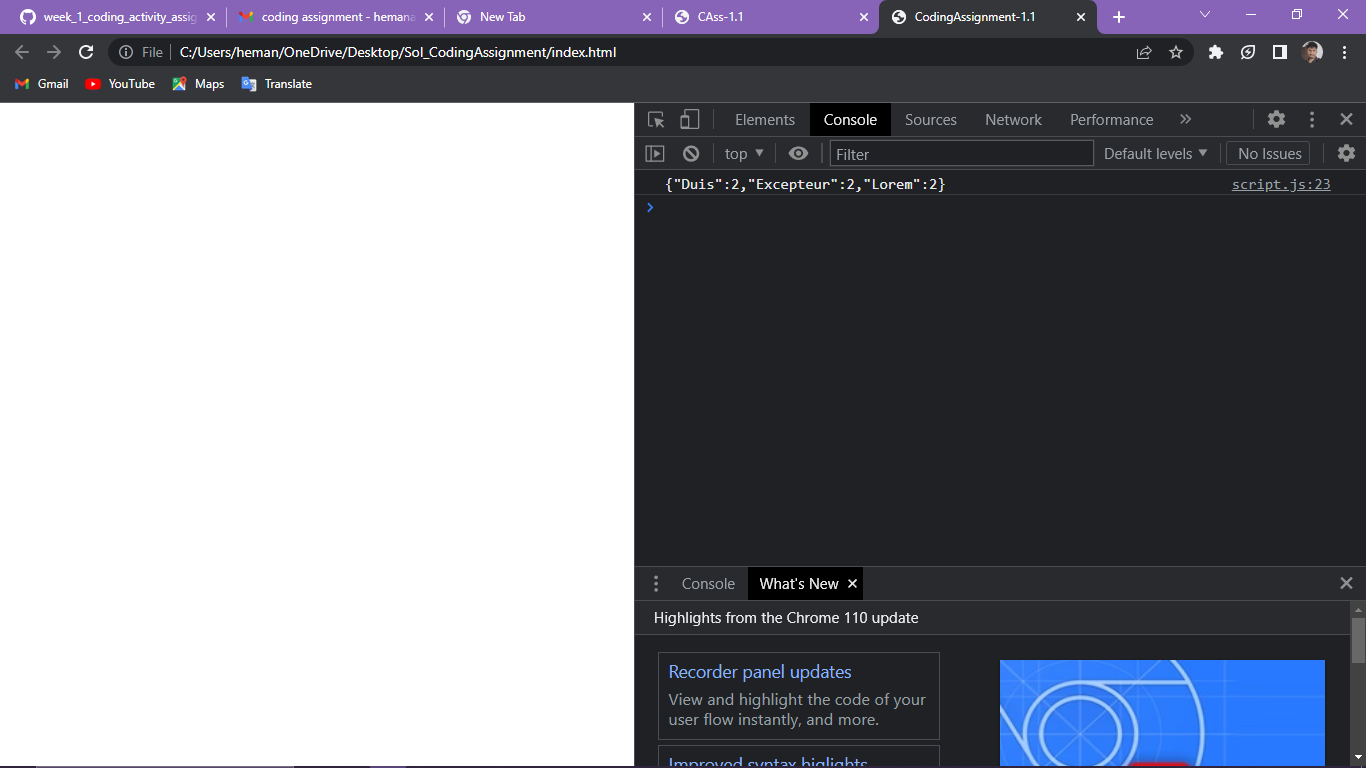 week_1_coding_activity_assig
coding assignment - hemana
New Tab
CAss-1.1
CodingAssignment-1.1
File
C:/Users/heman/OneDrive/Desktop/Sol_CodingAssignment/index.html
Gmail
YouTube
Maps
Translate
Elements
Console
Sources
Network
Performance
top
Filter
Default levels
No Issues
{"Duis":2,"Excepteur":2,"Lorem":2}
script.js:23
Console
What's New
Highlights from the Chrome 110 update
Recorder panel updates
View and highlight the code of your
user flow instantly, and more.
Improved syntax higlights